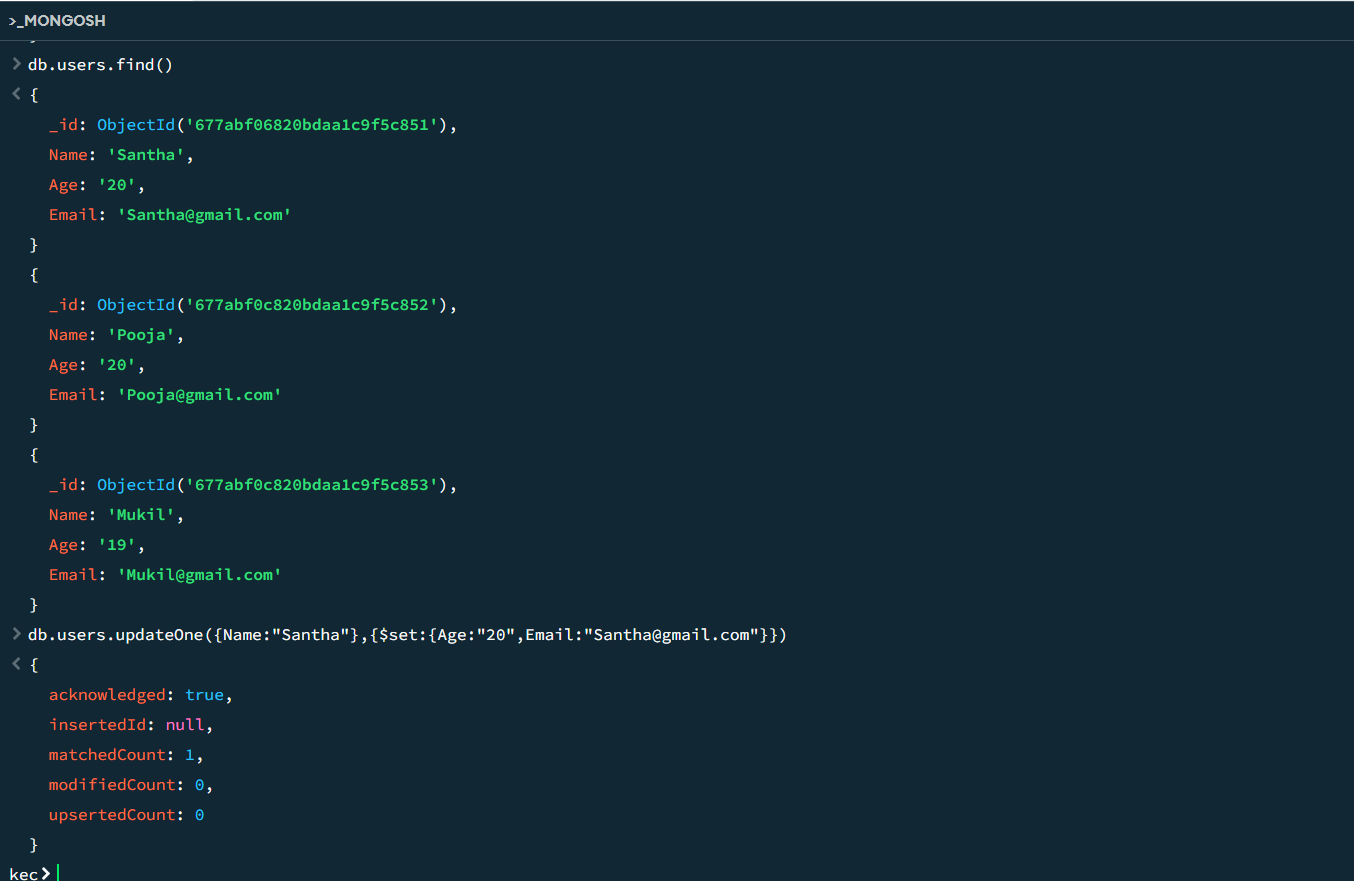 >_MONGOSH
> db.users.find()
< {
_id: ObjectId('677abf06820bdaa1c9f5c851'),
Name: 'Santha',
Age: '20',
Email: 'Santha@gmail.com'
}
{
_id: ObjectId('677abf0c820bdaa1c9f5c852'),
Name: 'Pooja',
Age: '20',
Email: 'Pooja@gmail.com'
}
{
_id: ObjectId('677abf0c820bdaa1c9f5c853'),
Name: 'Mukil',
Age: '19',
Email: 'Mukil@gmail.com'
}
> db.users.updateOne({Name:"Santha"},{$set:{Age:"20",Email:"Santha@gmail.com"}})
< {
acknowledged: true,
insertedId: null,
matchedCount: 1,
modifiedCount: 0,
upsertedCount: 0
}
kec>